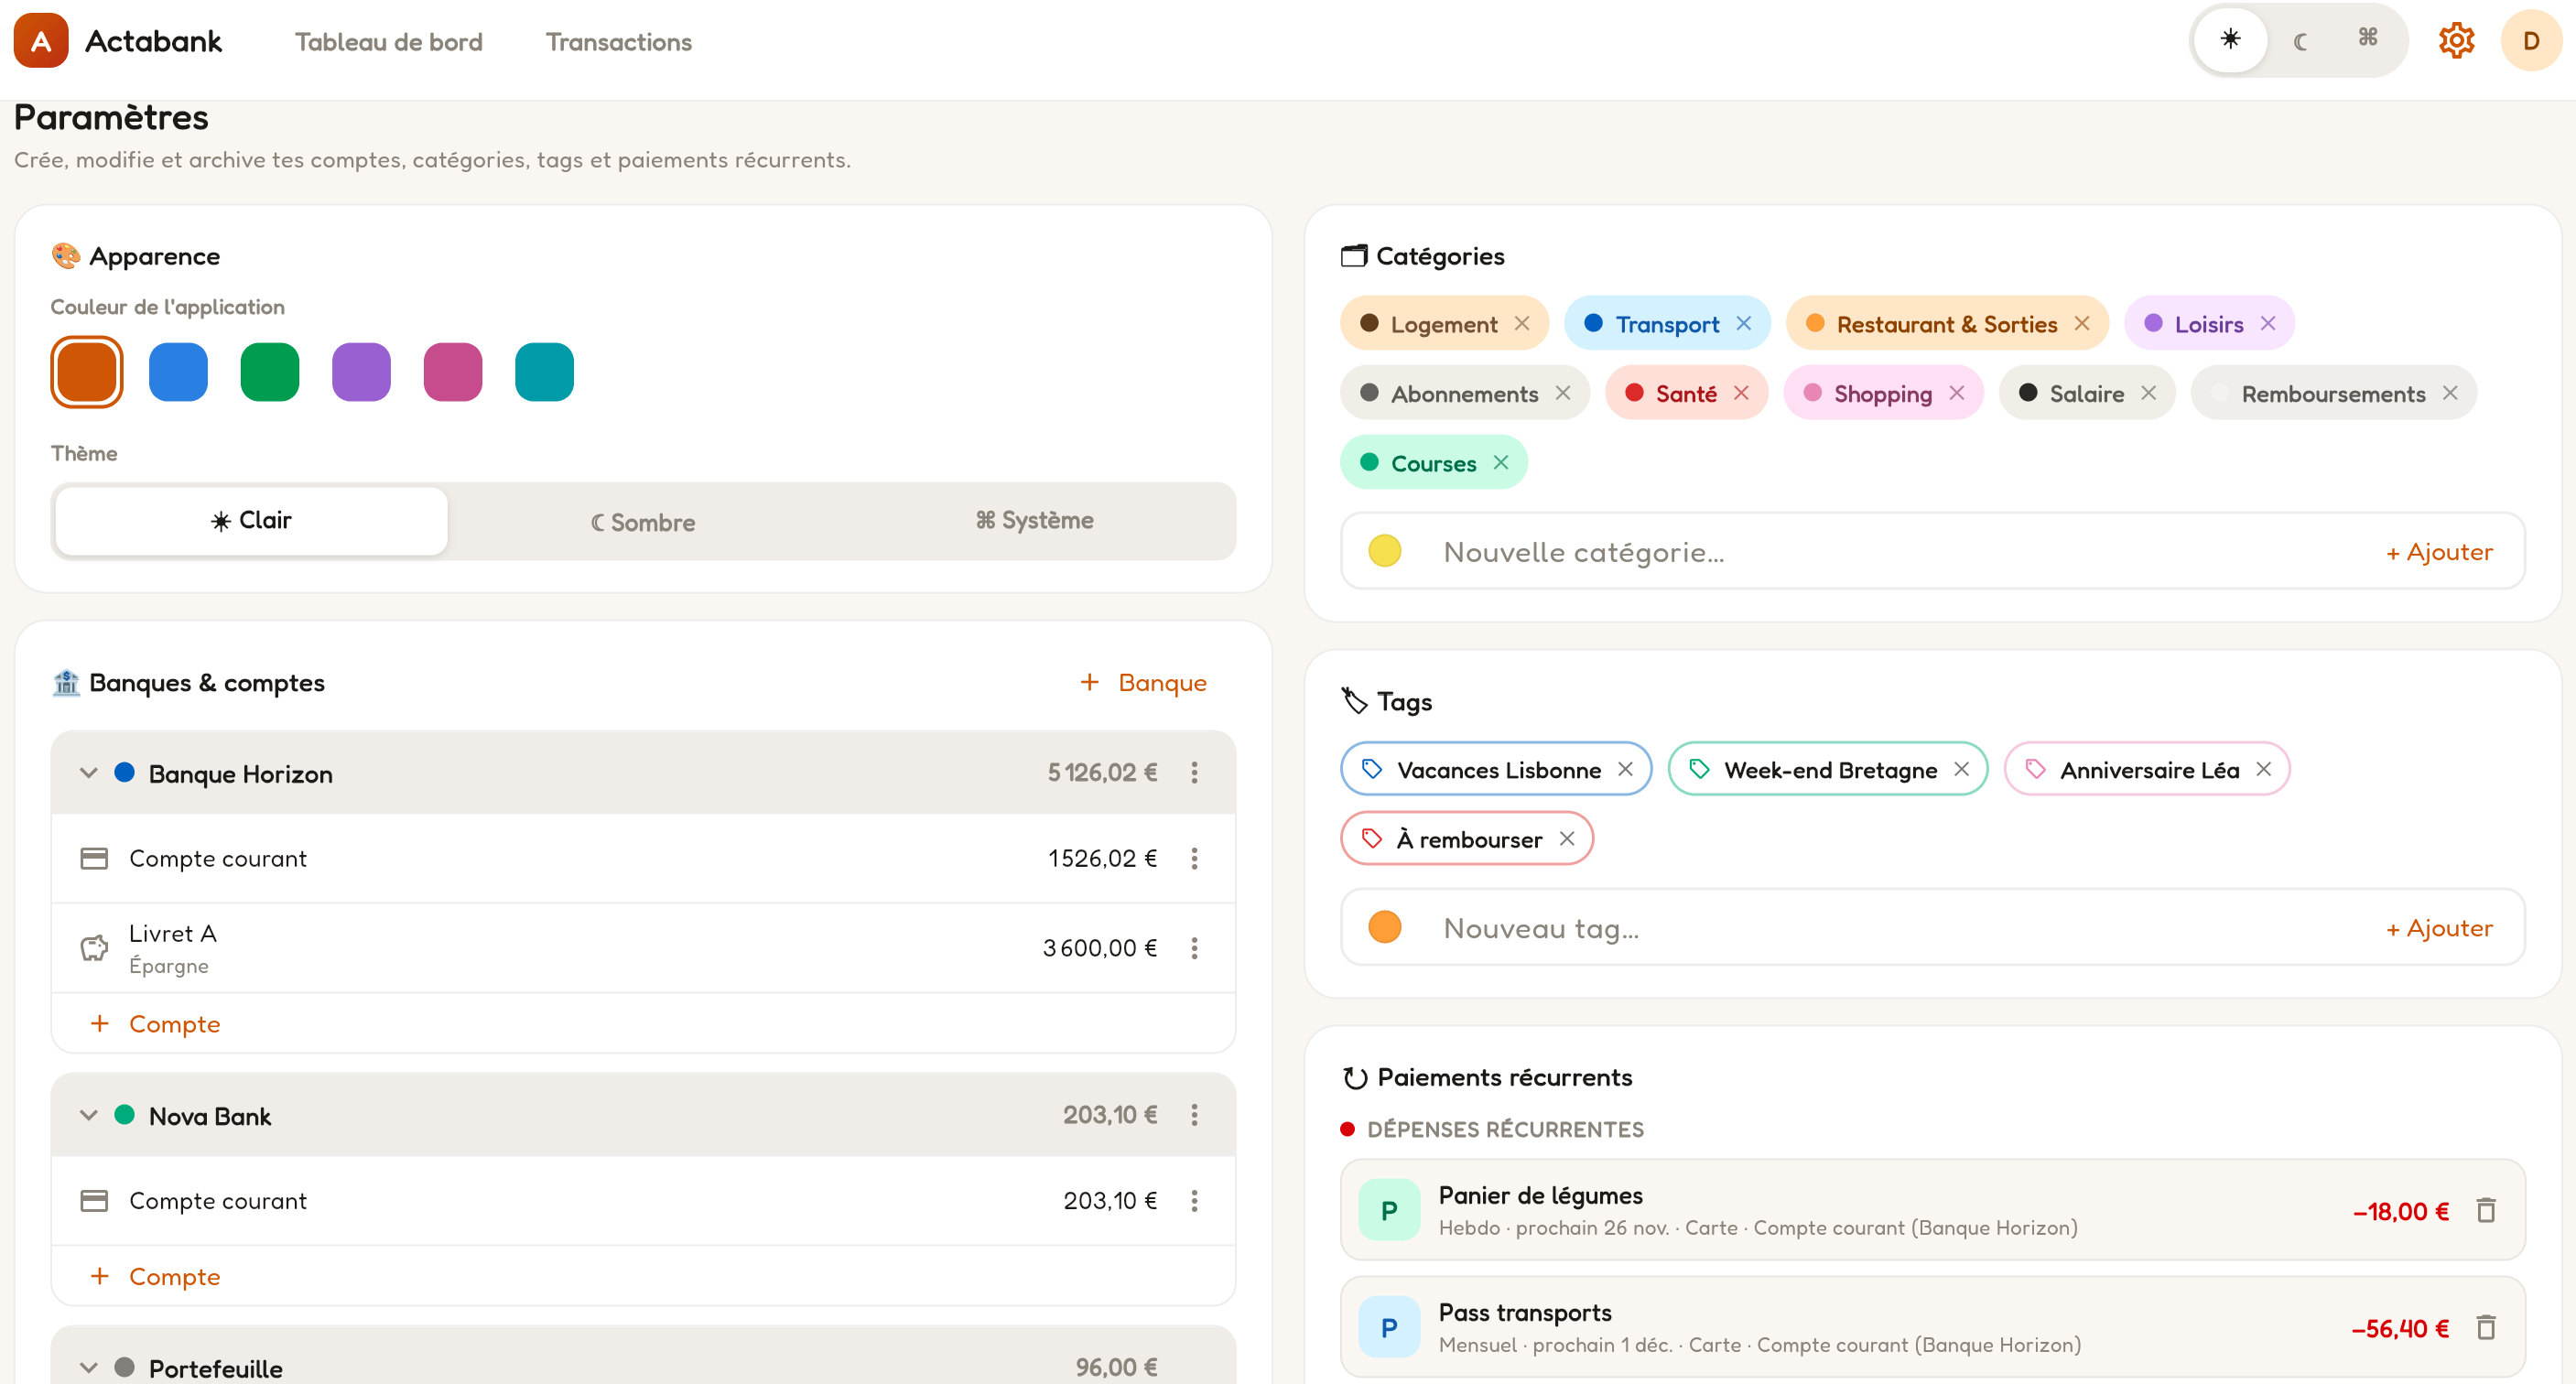 A Actabank Tableau de bord Transactions D
Paramètres
Crée, modifie et archive tes comptes, catégories, tags et paiements récurrents.
Apparence
Couleur de l'application
Thème
Clair Sombre ⌘ Système
Banques & comptes + Banque
Banque Horizon 5 126,02 €
Compte courant 1 526,02 €
Livret A 3 600,00 €
Épargne
+ Compte
Nova Bank 203,10 €
Compte courant 203,10 €
+ Compte
Portefeuille 96,00 €
Catégories
Logement × Transport × Restaurant & Sorties × Loisirs ×
Abonnements × Santé × Shopping × Salaire × Remboursements ×
Courses ×
Nouvelle catégorie... + Ajouter
Tags
Vacances Lisbonne × Week-end Bretagne × Anniversaire Léa ×
À rembourser ×
Nouveau tag... + Ajouter
Paiements récurrents
DÉPENSES RÉCURRENTES
P Panier de légumes −18,00 €
Hebdo · prochain 26 nov. · Carte · Compte courant (Banque Horizon)
P Pass transports −56,40 €
Mensuel · prochain 1 déc. · Carte · Compte courant (Banque Horizon)